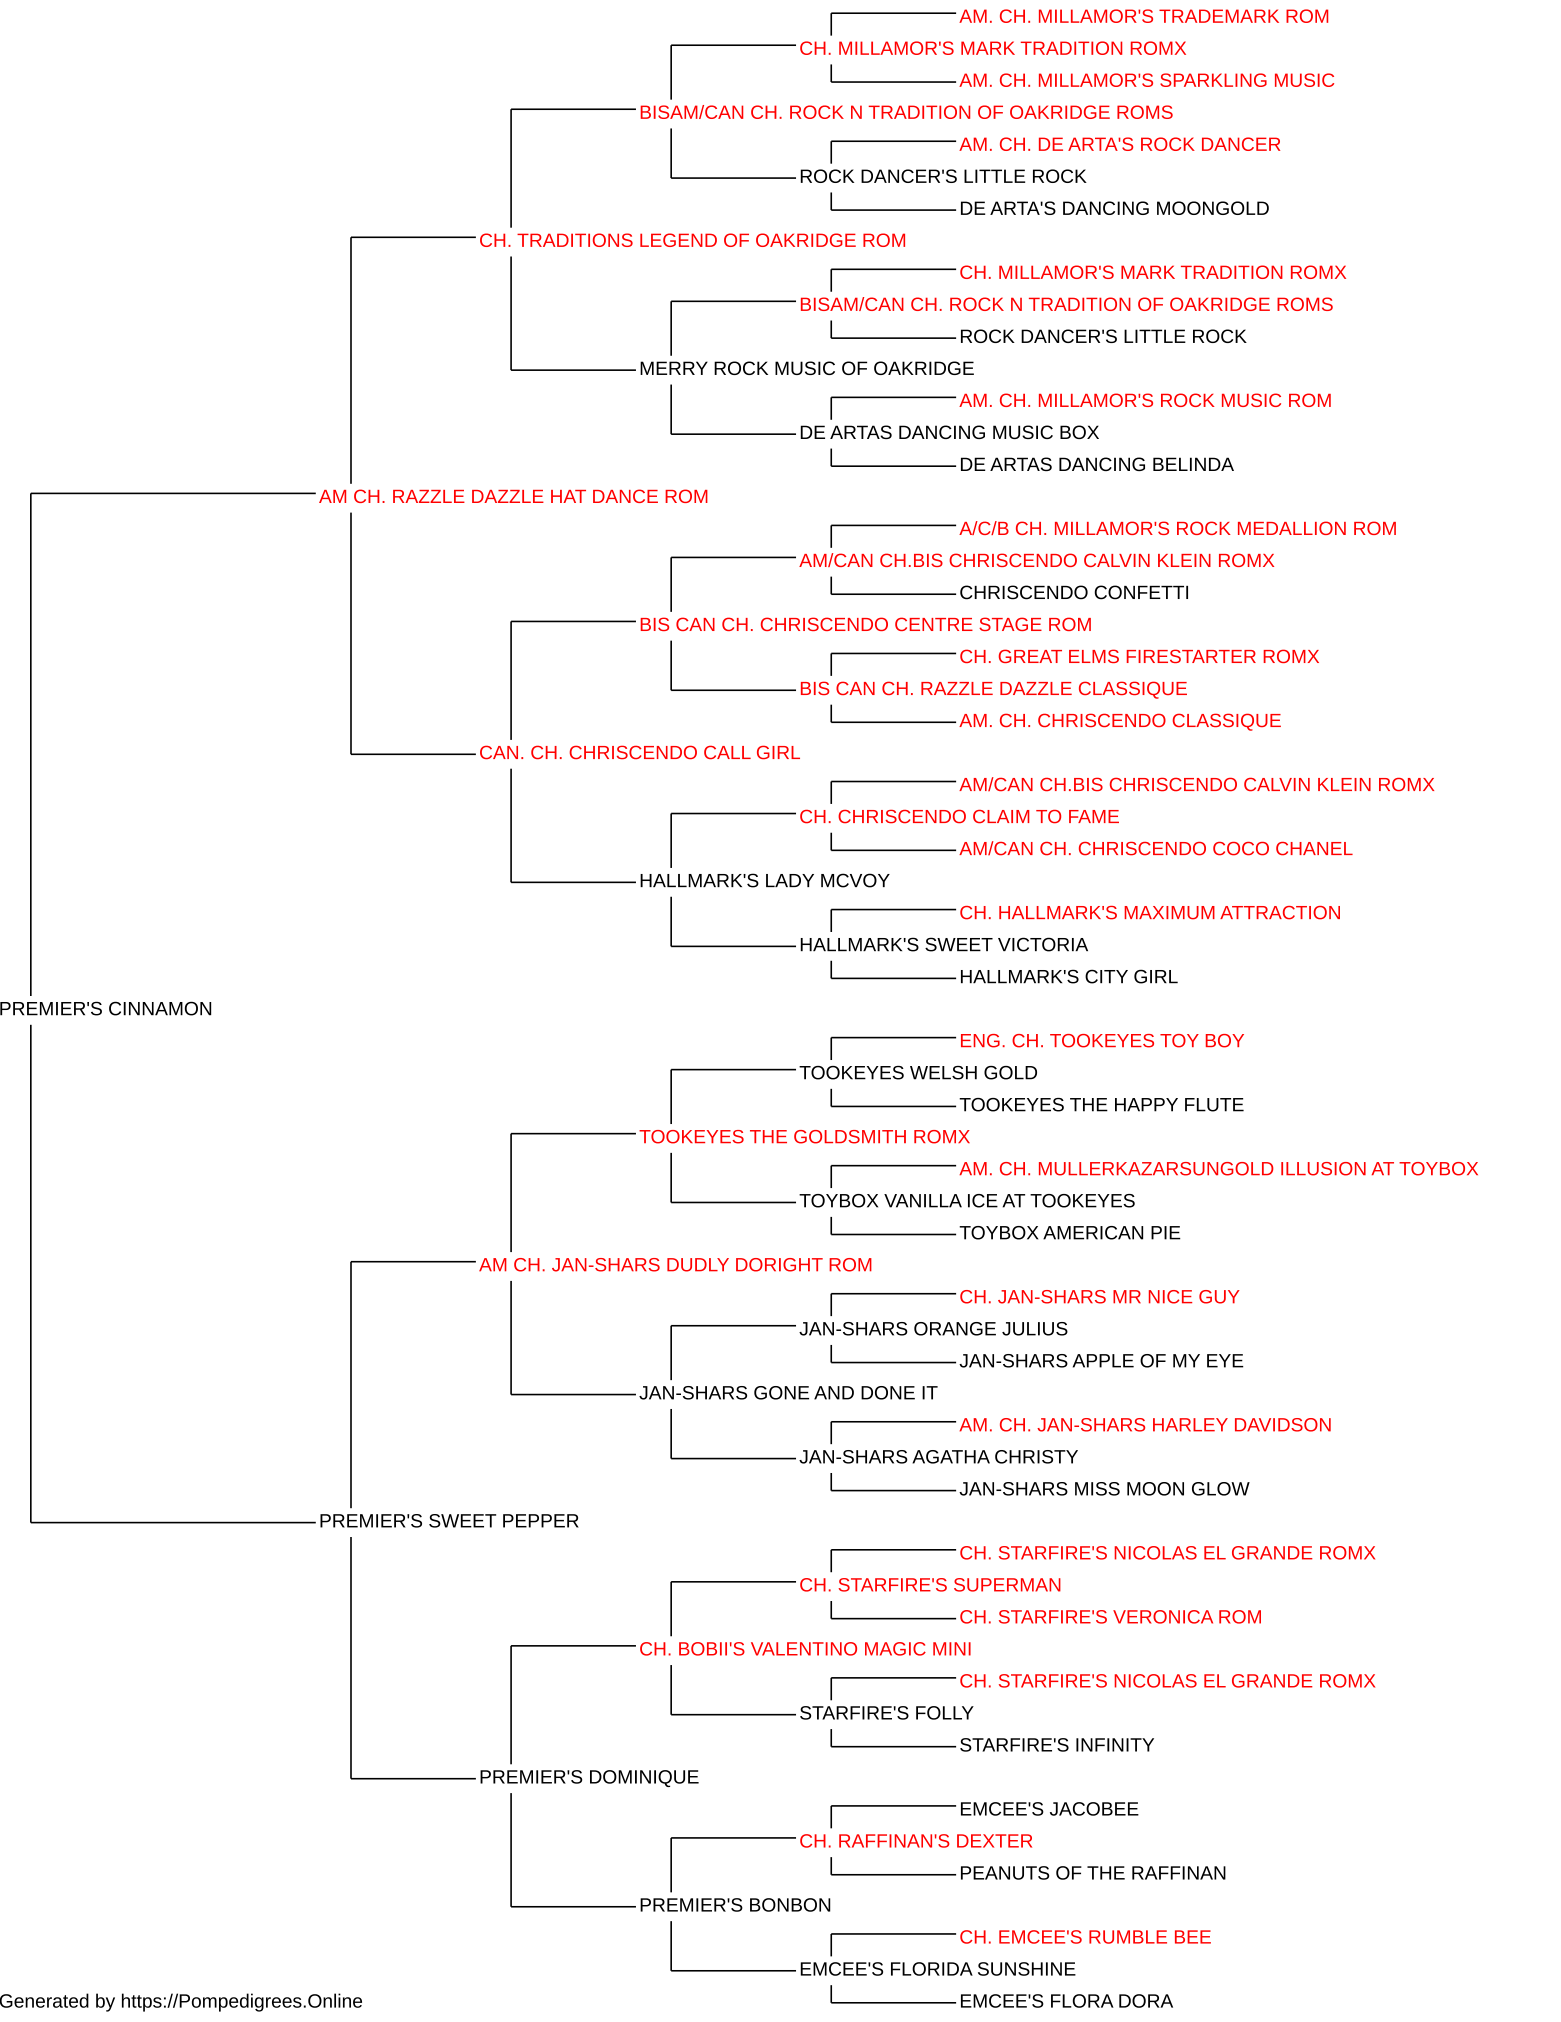 AM. CH. MILLAMOR'S TRADEMARK ROM
CH. MILLAMOR'S MARK TRADITION ROMX
AM. CH. MILLAMOR'S SPARKLING MUSIC
BISAM/CAN CH. ROCK N TRADITION OF OAKRIDGE ROMS
AM. CH. DE ARTA'S ROCK DANCER
ROCK DANCER'S LITTLE ROCK
DE ARTA'S DANCING MOONGOLD
CH. TRADITIONS LEGEND OF OAKRIDGE ROM
CH. MILLAMOR'S MARK TRADITION ROMX
BISAM/CAN CH. ROCK N TRADITION OF OAKRIDGE ROMS
ROCK DANCER'S LITTLE ROCK
MERRY ROCK MUSIC OF OAKRIDGE
AM. CH. MILLAMOR'S ROCK MUSIC ROM
DE ARTAS DANCING MUSIC BOX
DE ARTAS DANCING BELINDA
AM CH. RAZZLE DAZZLE HAT DANCE ROM
A/C/B CH. MILLAMOR'S ROCK MEDALLION ROM
AM/CAN CH.BIS CHRISCENDO CALVIN KLEIN ROMX
CHRISCENDO CONFETTI
BIS CAN CH. CHRISCENDO CENTRE STAGE ROM
CH. GREAT ELMS FIRESTARTER ROMX
BIS CAN CH. RAZZLE DAZZLE CLASSIQUE
AM. CH. CHRISCENDO CLASSIQUE
CAN. CH. CHRISCENDO CALL GIRL
AM/CAN CH.BIS CHRISCENDO CALVIN KLEIN ROMX
CH. CHRISCENDO CLAIM TO FAME
AM/CAN CH. CHRISCENDO COCO CHANEL
HALLMARK'S LADY MCVOY
CH. HALLMARK'S MAXIMUM ATTRACTION
HALLMARK'S SWEET VICTORIA
HALLMARK'S CITY GIRL
PREMIER'S CINNAMON
ENG. CH. TOOKEYES TOY BOY
TOOKEYES WELSH GOLD
TOOKEYES THE HAPPY FLUTE
TOOKEYES THE GOLDSMITH ROMX
AM. CH. MULLERKAZARSUNGOLD ILLUSION AT TOYBOX
TOYBOX VANILLA ICE AT TOOKEYES
TOYBOX AMERICAN PIE
AM CH. JAN-SHARS DUDLY DORIGHT ROM
CH. JAN-SHARS MR NICE GUY
JAN-SHARS ORANGE JULIUS
JAN-SHARS APPLE OF MY EYE
JAN-SHARS GONE AND DONE IT
AM. CH. JAN-SHARS HARLEY DAVIDSON
JAN-SHARS AGATHA CHRISTY
JAN-SHARS MISS MOON GLOW
PREMIER'S SWEET PEPPER
CH. STARFIRE'S NICOLAS EL GRANDE ROMX
CH. STARFIRE'S SUPERMAN
CH. STARFIRE'S VERONICA ROM
CH. BOBII'S VALENTINO MAGIC MINI
CH. STARFIRE'S NICOLAS EL GRANDE ROMX
STARFIRE'S FOLLY
STARFIRE'S INFINITY
PREMIER'S DOMINIQUE
EMCEE'S JACOBEE
CH. RAFFINAN'S DEXTER
PEANUTS OF THE RAFFINAN
PREMIER'S BONBON
CH. EMCEE'S RUMBLE BEE
EMCEE'S FLORIDA SUNSHINE
EMCEE'S FLORA DORA
Generated by https://Pompedigrees.Online